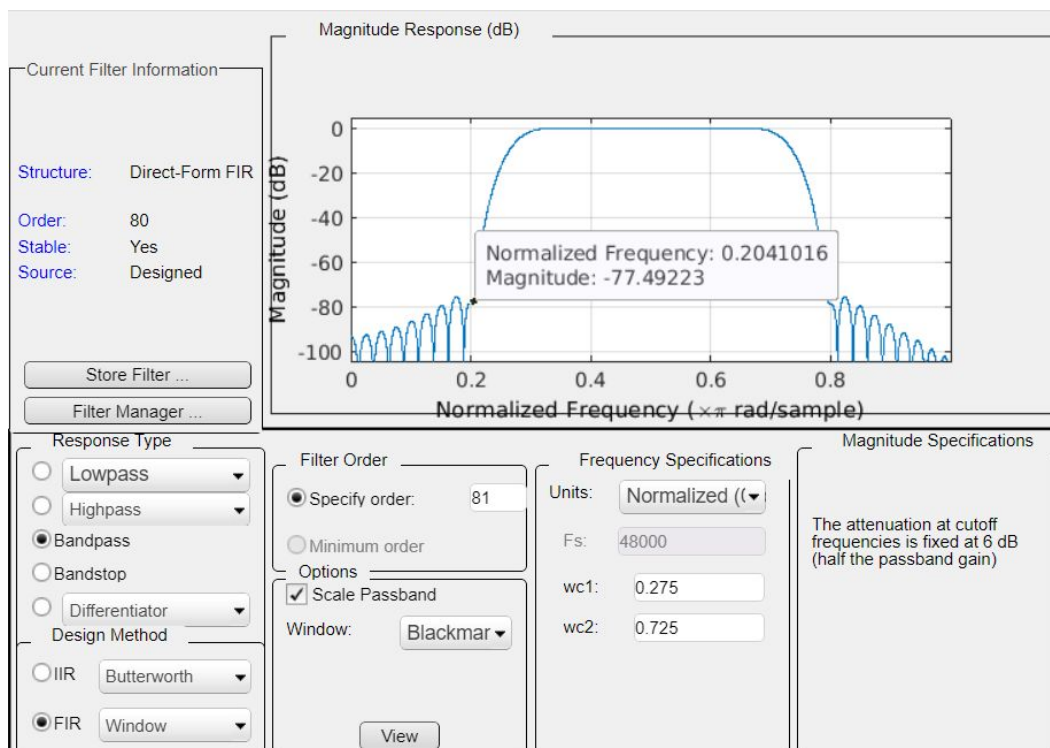 Magnitude Response (dB)
Current Filter Information
Structure: Direct-Form FIR
Order: 80
Stable: Yes
Source: Designed
Store Filter ...
Filter Manager ...
Magnitude (dB)
0
-20
-40
-60
-80
-100
Normalized Frequency: 0.2041016
Magnitude: -77.49223
0 0.2 0.4 0.6 0.8
Normalized Frequency (×π rad/sample)
Response Type
Lowpass
Highpass
Bandpass
Bandstop
Differentiator
Design Method
IIR Butterworth
FIR Window
Filter Order
Specify order: 81
Minimum order
Options
Scale Passband
Window: Blackmar
View
Frequency Specifications
Units: Normalized ((
Fs: 48000
wc1: 0.275
wc2: 0.725
Magnitude Specifications
The attenuation at cutoff
frequencies is fixed at 6 dB
(half the passband gain)